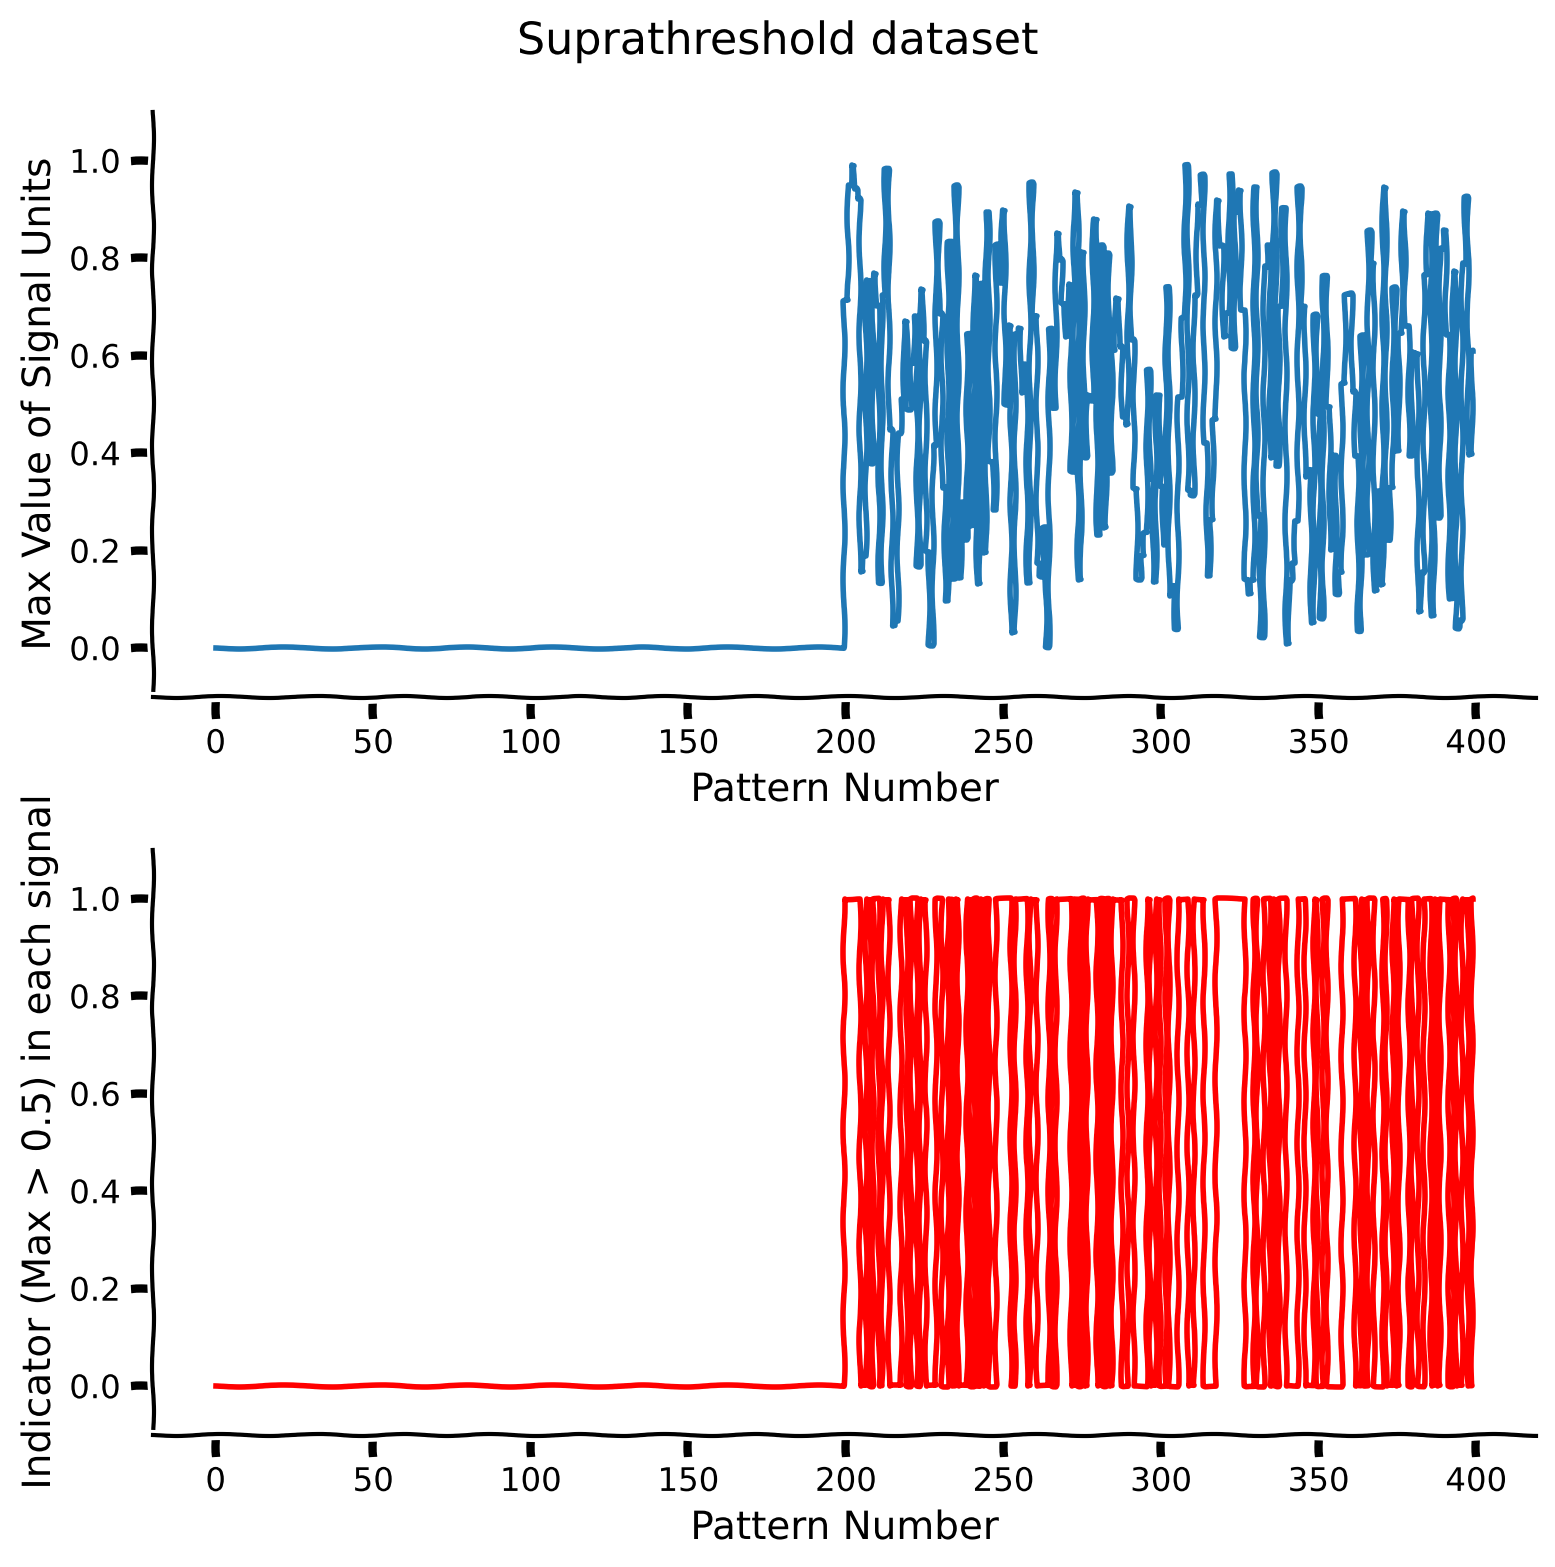 Suprathreshold dataset
Max Value of Signal Units
1.0
0.8
0.6
0.4
0.2
0.0
0 50 100 150 200 250 300 350 400
Pattern Number
Indicator (Max > 0.5) in each signal
1.0
0.8
0.6
0.4
0.2
0.0
0 50 100 150 200 250 300 350 400
Pattern Number